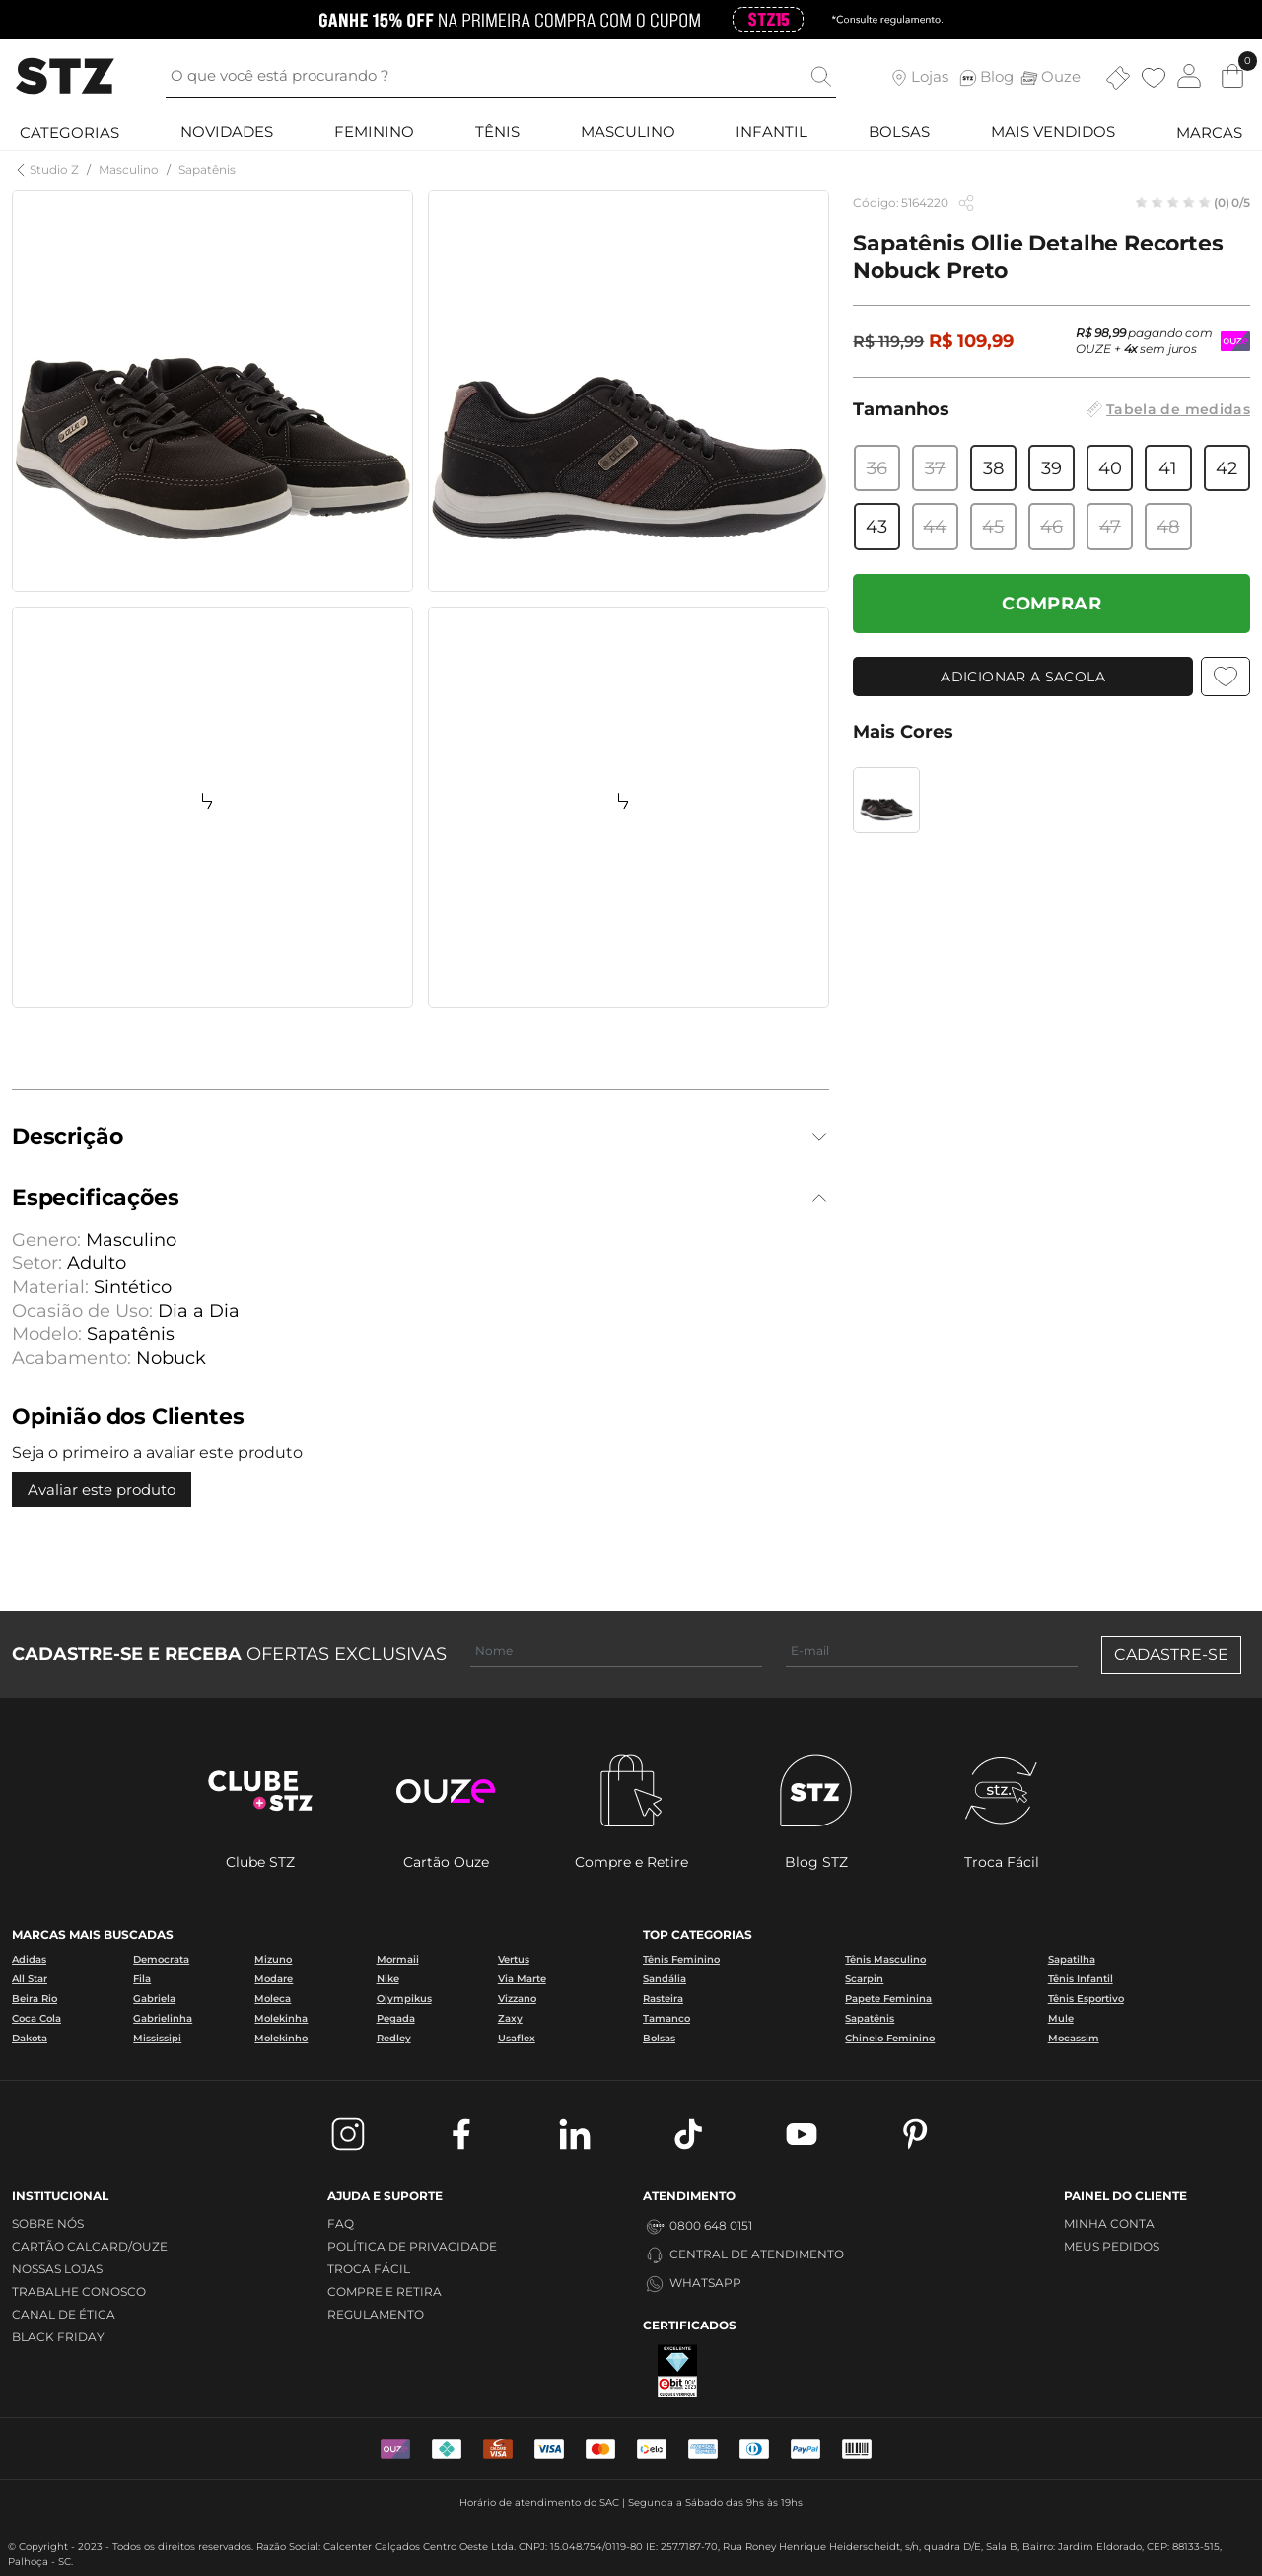 GANHE 15% OFF NA PRIMEIRA COMPRA COM O CUPOM STZ15 *Consulte regulamento.
STZ
O que você está procurando ?
Lojas Blog Ouze
0
CATEGORIAS NOVIDADES FEMININO TÊNIS MASCULINO INFANTIL BOLSAS MAIS VENDIDOS MARCAS
Studio Z / Masculino / Sapatênis
Código: 5164220
(0) 0/5
Sapatênis Ollie Detalhe Recortes
Nobuck Preto
R$ 119,99 R$ 109,99
R$ 98,99 pagando com
OUZE + 4x sem juros
Tamanhos
Tabela de medidas
36 37 38 39 40 41 42
43 44 45 46 47 48
COMPRAR
ADICIONAR A SACOLA
Mais Cores
OLLIE
OLLIE
Descrição
Especificações
Genero: Masculino
Setor: Adulto
Material: Sintético
Ocasião de Uso: Dia a Dia
Modelo: Sapatênis
Acabamento: Nobuck
Opinião dos Clientes
Seja o primeiro a avaliar este produto
Avaliar este produto
CADASTRE-SE E RECEBA OFERTAS EXCLUSIVAS
Nome
E-mail
CADASTRE-SE
CLUBE
STZ
ouze
STZ
stz.
Clube STZ
Cartão Ouze
Compre e Retire
Blog STZ
Troca Fácil
MARCAS MAIS BUSCADAS
Adidas Democrata Mizuno Mormaii Vertus
All Star Fila Modare Nike Via Marte
Beira Rio Gabriela Moleca Olympikus Vizzano
Coca Cola Gabrielinha Molekinha Pegada Zaxy
Dakota Mississipi Molekinho Redley Usaflex
TOP CATEGORIAS
Tênis Feminino Tênis Masculino Sapatilha
Sandália Scarpin Tênis Infantil
Rasteira Papete Feminina Tênis Esportivo
Tamanco Sapatênis Mule
Bolsas Chinelo Feminino Mocassim
INSTITUCIONAL
SOBRE NÓS
CARTÃO CALCARD/OUZE
NOSSAS LOJAS
TRABALHE CONOSCO
CANAL DE ÉTICA
BLACK FRIDAY
AJUDA E SUPORTE
FAQ
POLÍTICA DE PRIVACIDADE
TROCA FÁCIL
COMPRE E RETIRA
REGULAMENTO
ATENDIMENTO
0800 648 0151
CENTRAL DE ATENDIMENTO
WHATSAPP
CERTIFICADOS
EXCELENTE
ebit
PAINEL DO CLIENTE
MINHA CONTA
MEUS PEDIDOS
VISA VISA elo PayPal
Horário de atendimento do SAC | Segunda a Sábado das 9hs às 19hs
© Copyright - 2023 - Todos os direitos reservados. Razão Social: Calcenter Calçados Centro Oeste Ltda. CNPJ: 15.048.754/0119-80 IE: 257.7187-70, Rua Roney Henrique Heiderscheidt, s/n, quadra D/E, Sala B, Bairro: Jardim Eldorado, CEP: 88133-515,
Palhoça - SC.